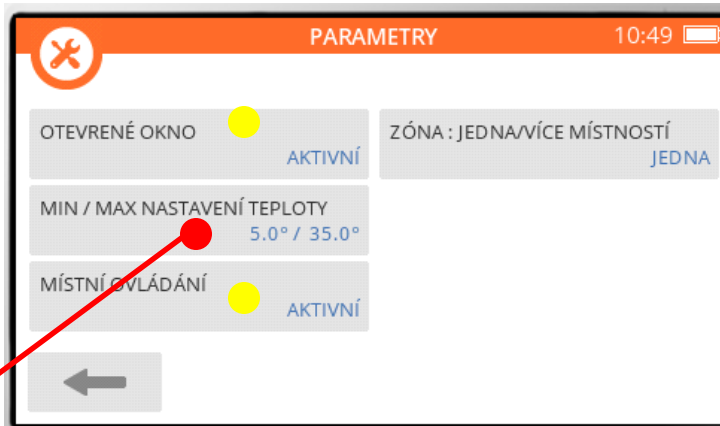 PARAMETRY 10:49
OTEVRENÉ OKNO
AKTIVNÍ
ZÓNA : JEDNA/VÍCE MÍSTNOSTÍ
JEDNA
MIN / MAX NASTAVENÍ TEPLOTY
5.0° / 35.0°
MÍSTNÍ OVLÁDÁNÍ
AKTIVNÍ